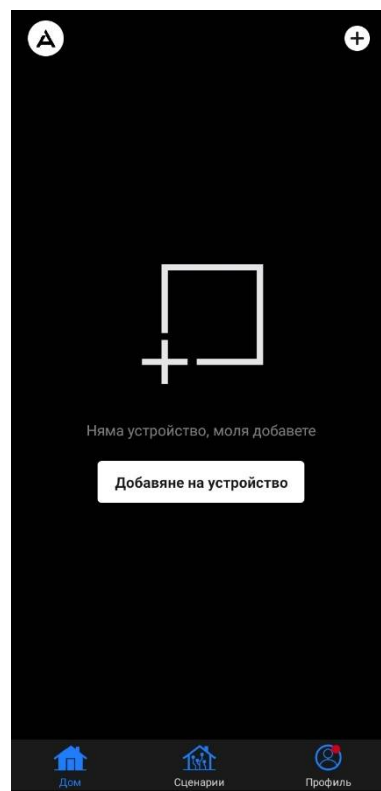 Няма устройство, моля добавете
Добавяне на устройство
Дом
Сценарии
Профиль